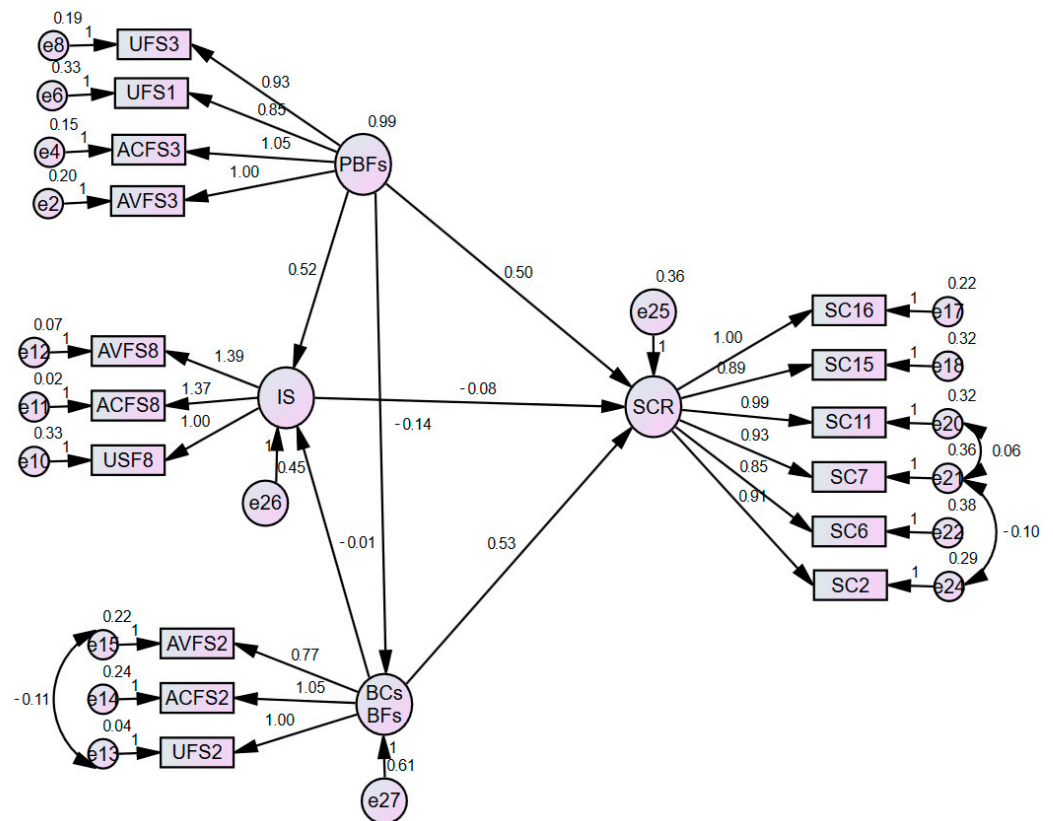 0.19
e8
1
UFS3
0.93
0.33
e6
1
UFS1
0.85
0.15
e4
1
ACFS3
1.05
0.20
e2
1
AVFS3
1.00
0.99
PBFs
0.52
0.50
-0.14
0.07
e12
1
AVFS8
1.39
0.02
e11
1
ACFS8
1.37
0.33
e10
1
USF8
1.00
IS
1
0.45
e26
-0.08
-0.01
0.53
0.36
e25
1
SCR
1.00
SC16
1
0.22
e17
0.89
SC15
1
0.32
e18
0.99
SC11
1
0.32
e20
0.93
SC7
1
0.36
e21
0.06
0.85
SC6
1
0.38
e22
-0.10
0.91
SC2
1
0.29
e24
0.22
e15
1
AVFS2
0.77
0.24
e14
1
ACFS2
1.05
-0.11
0.04
e13
1
UFS2
1.00
BCs
BFs
1
0.61
e27